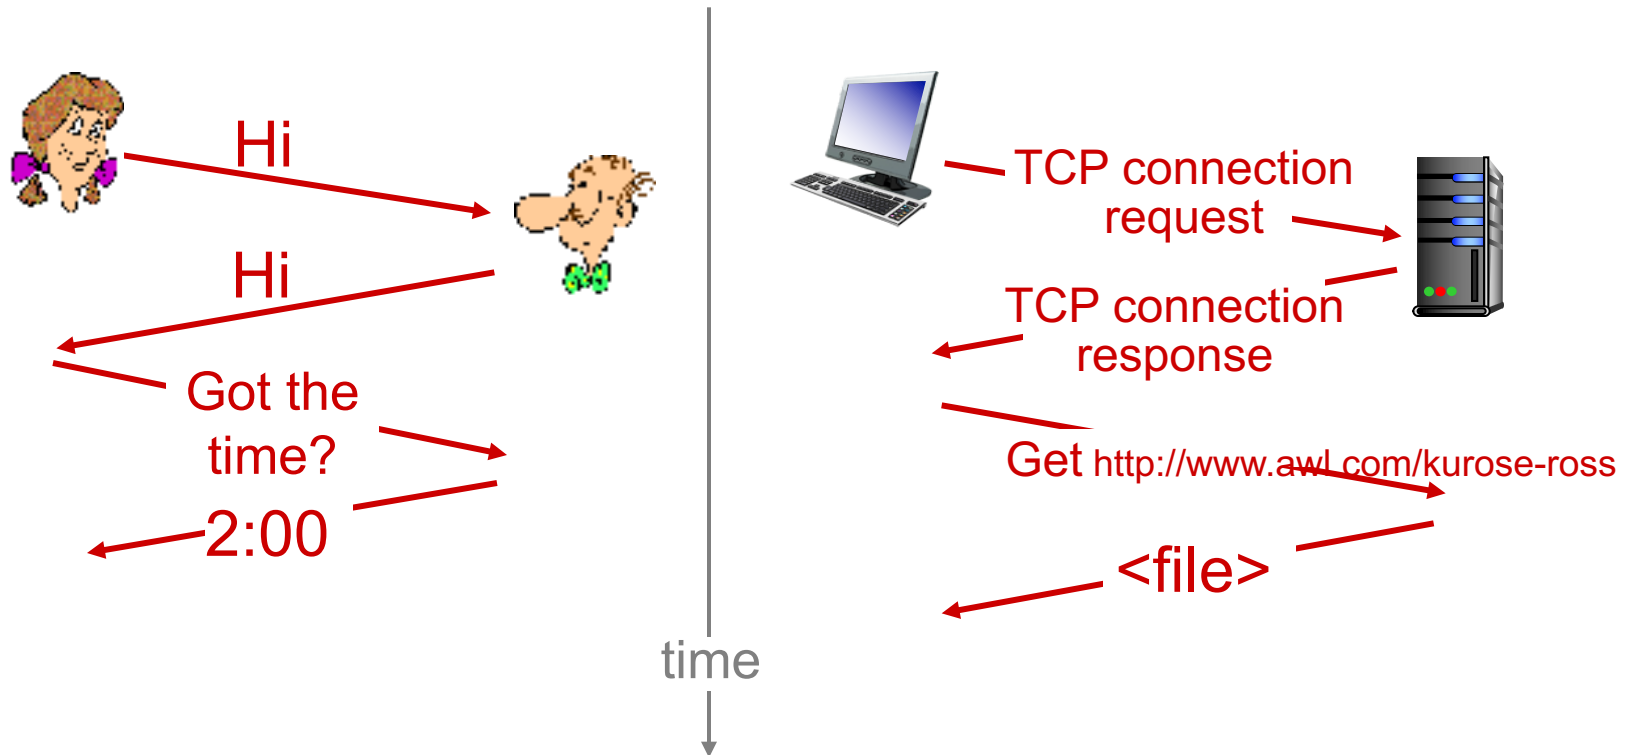 Hi
Hi
Got the
time?
2:00
TCP connection
request
TCP connection
response
Get http://www.awl.com/kurose-ross
<file>
time